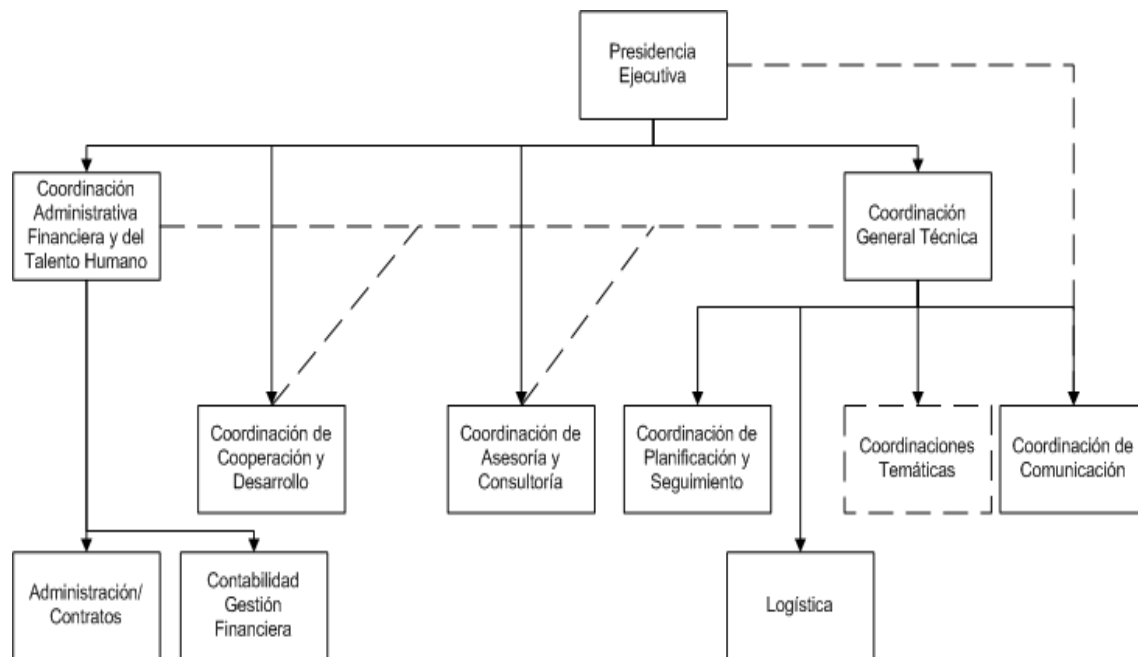 Presidencia
Ejecutiva
Coordinación
Administrativa
Financiera y del
Talento Humano
Coordinación
General Técnica
Coordinación de
Cooperación y
Desarrollo
Coordinación de
Asesoría y
Consultoría
Coordinación de
Planificación y
Seguimiento
Coordinaciones
Temáticas
Coordinación de
Comunicación
Administración/
Contratos
Contabilidad
Gestión
Financiera
Logística